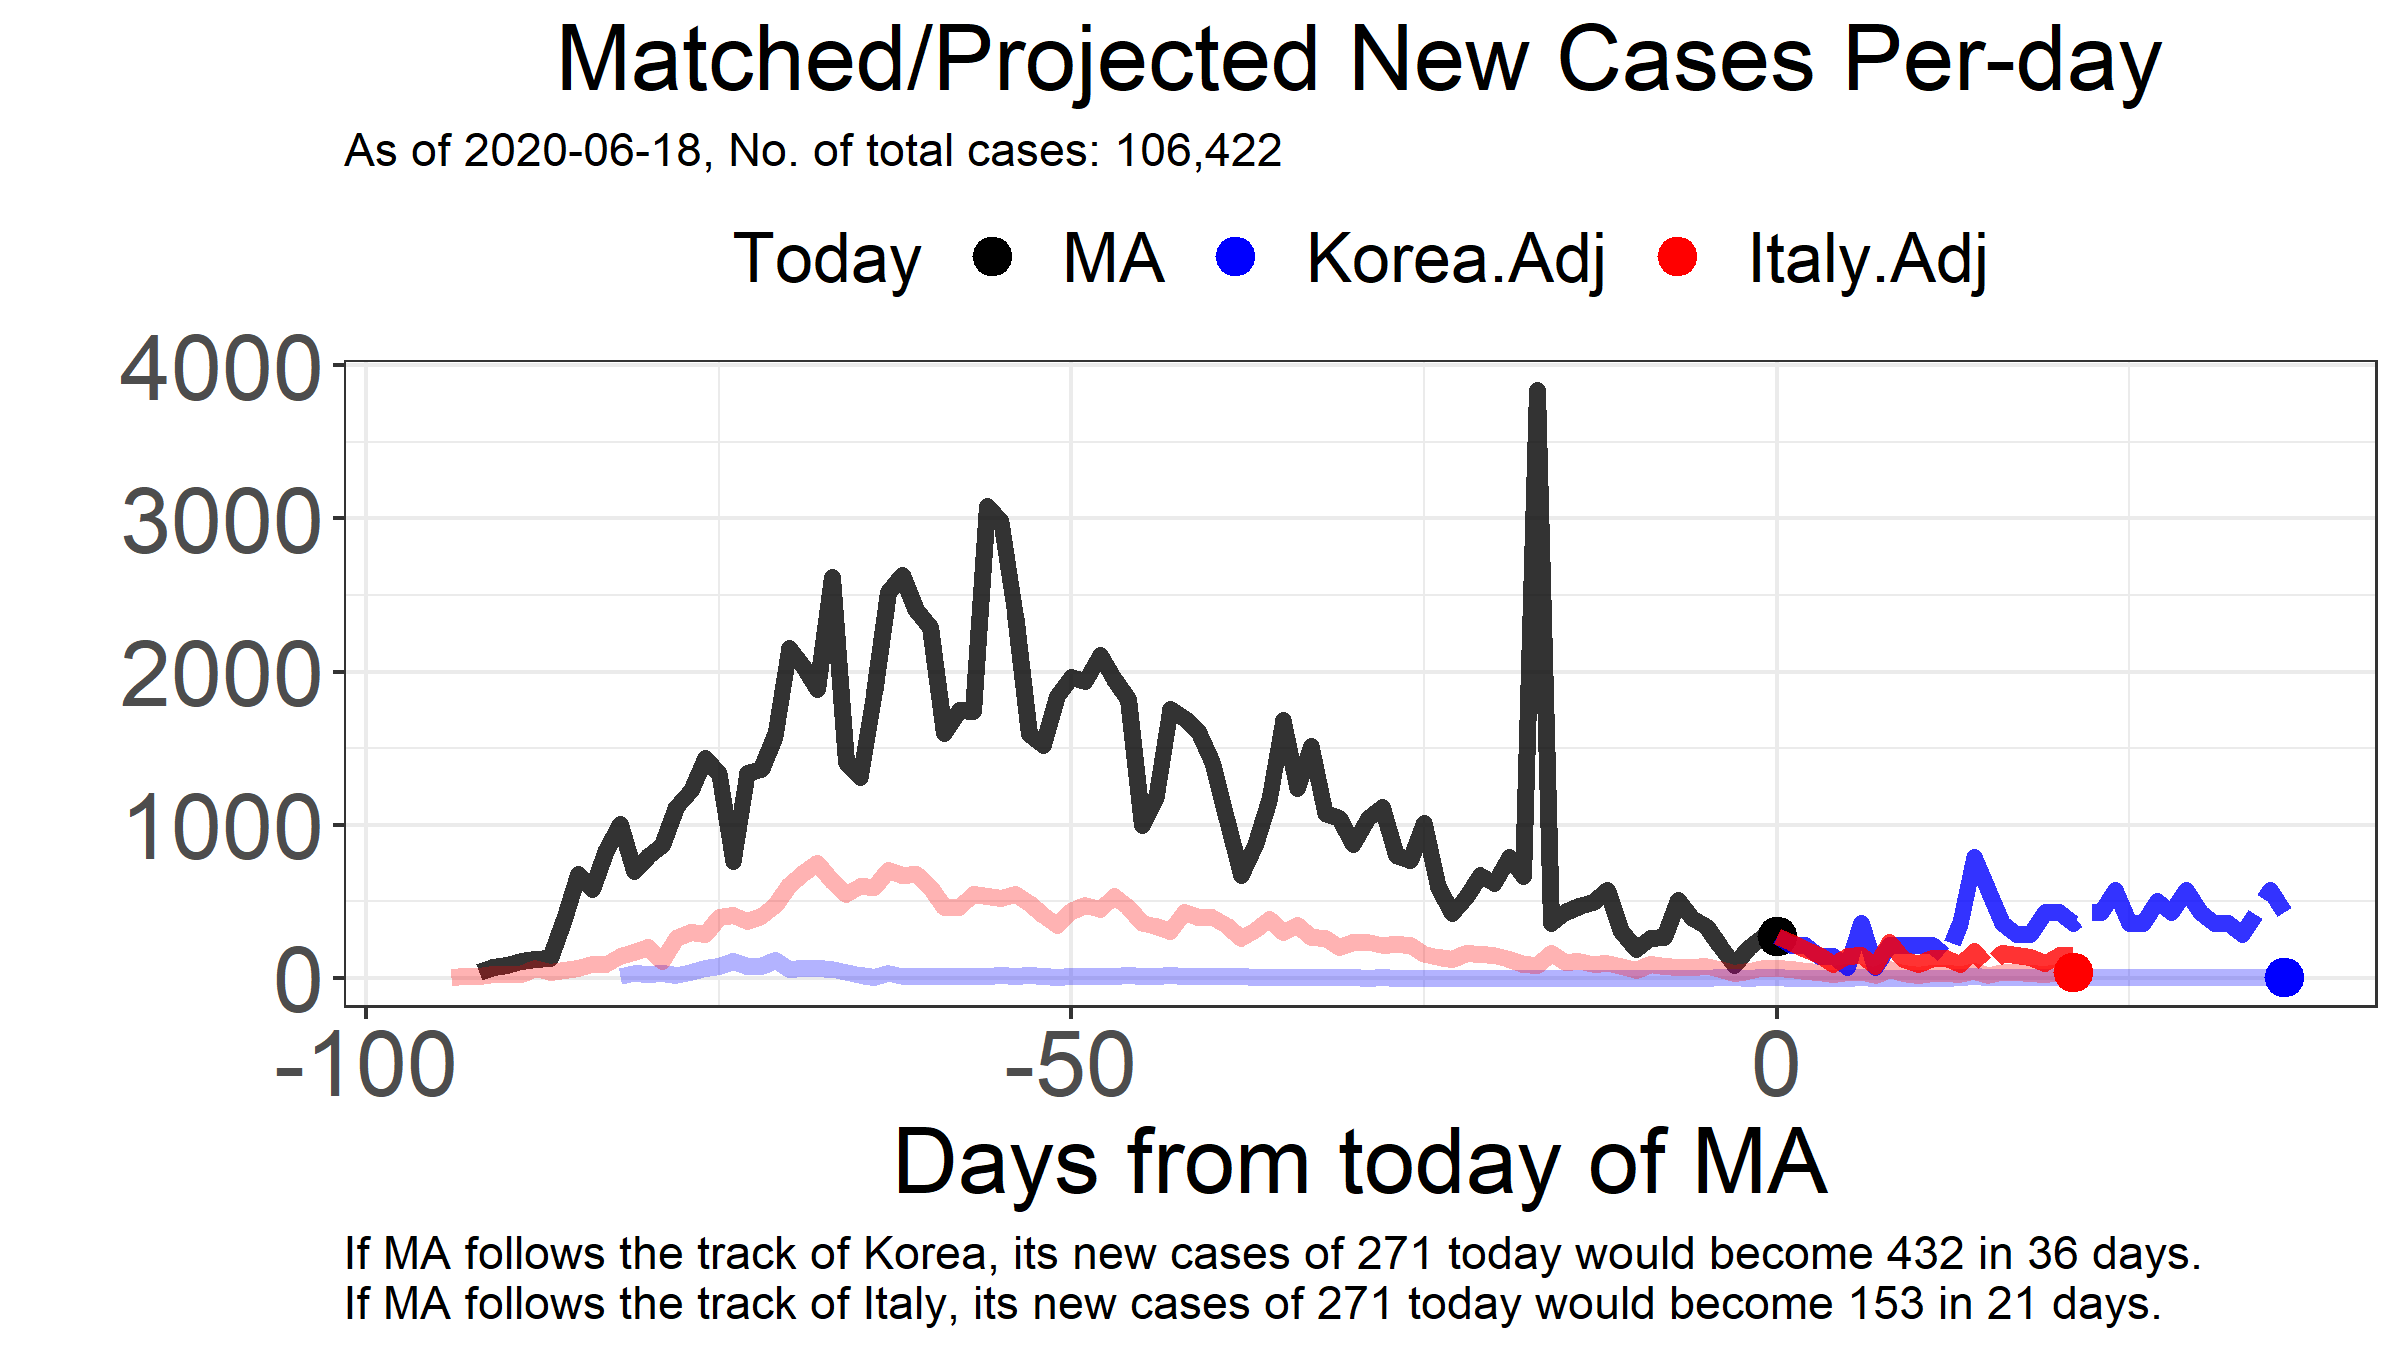 Matched/Projected New Cases Per-day
As of 2020-06-18, No. of total cases: 106,422
Today MA Korea.Adj Italy.Adj
4000
3000
2000
1000
0
-100 -50 0
Days from today of MA
If MA follows the track of Korea, its new cases of 271 today would become 432 in 36 days.
If MA follows the track of Italy, its new cases of 271 today would become 153 in 21 days.